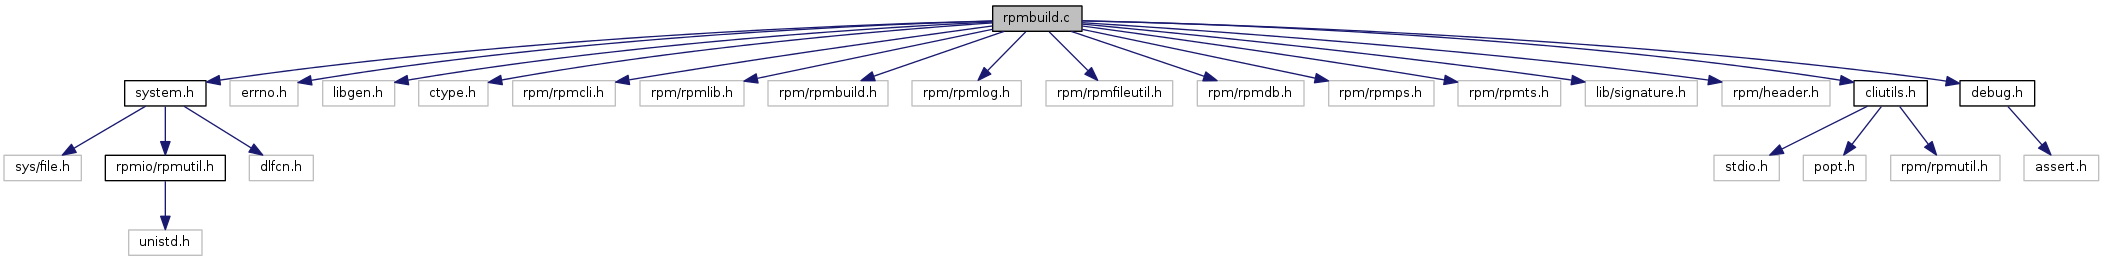 rpmbuild.c
system.h
errno.h
libgen.h
ctype.h
rpm/rpmcli.h
rpm/rpmlib.h
rpm/rpmbuild.h
rpm/rpmlog.h
rpm/rpmfileutil.h
rpm/rpmdb.h
rpm/rpmps.h
rpm/rpmts.h
lib/signature.h
rpm/header.h
cliutils.h
debug.h
sys/file.h
rpmio/rpmutil.h
dlfcn.h
stdio.h
popt.h
rpm/rpmutil.h
assert.h
unistd.h